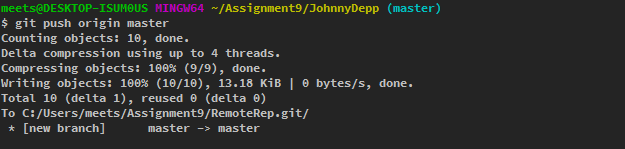 meets@DESKTOP-ISUM0US MINGW64 ~/Assignment9/JohnnyDepp (master)
$ git push origin master
Counting objects: 10, done.
Delta compression using up to 4 threads.
Compressing objects: 100% (9/9), done.
Writing objects: 100% (10/10), 13.18 KiB | 0 bytes/s, done.
Total 10 (delta 1), reused 0 (delta 0)
To C:/Users/meets/Assignment9/RemoteRep.git/
 * [new branch]      master -> master